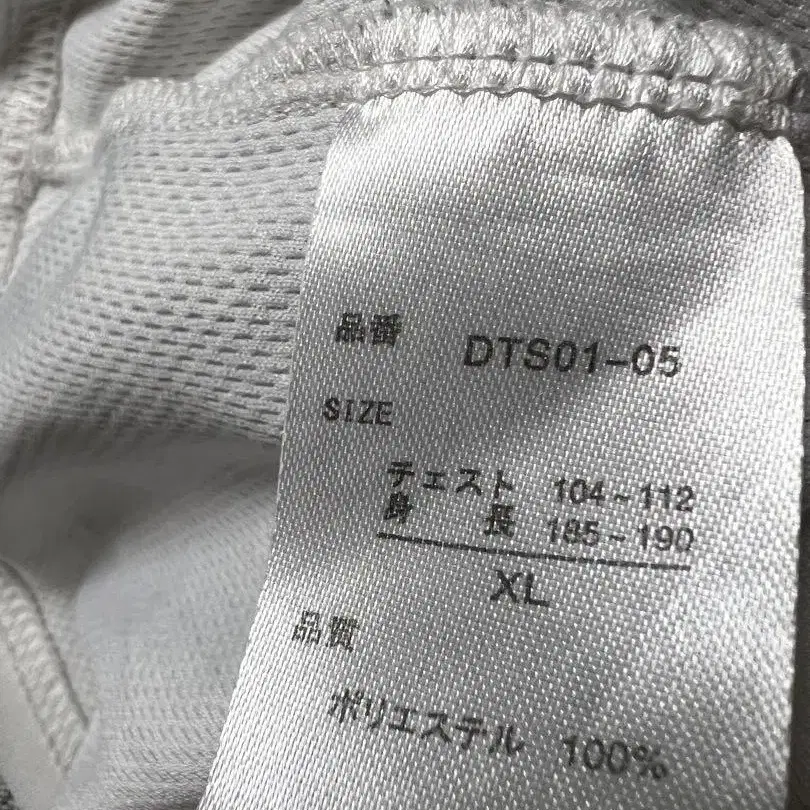 品番 DTS01-05
SIZE
チェスト 104~112
身長 185~190
XL
品質
ポリエステル 100%